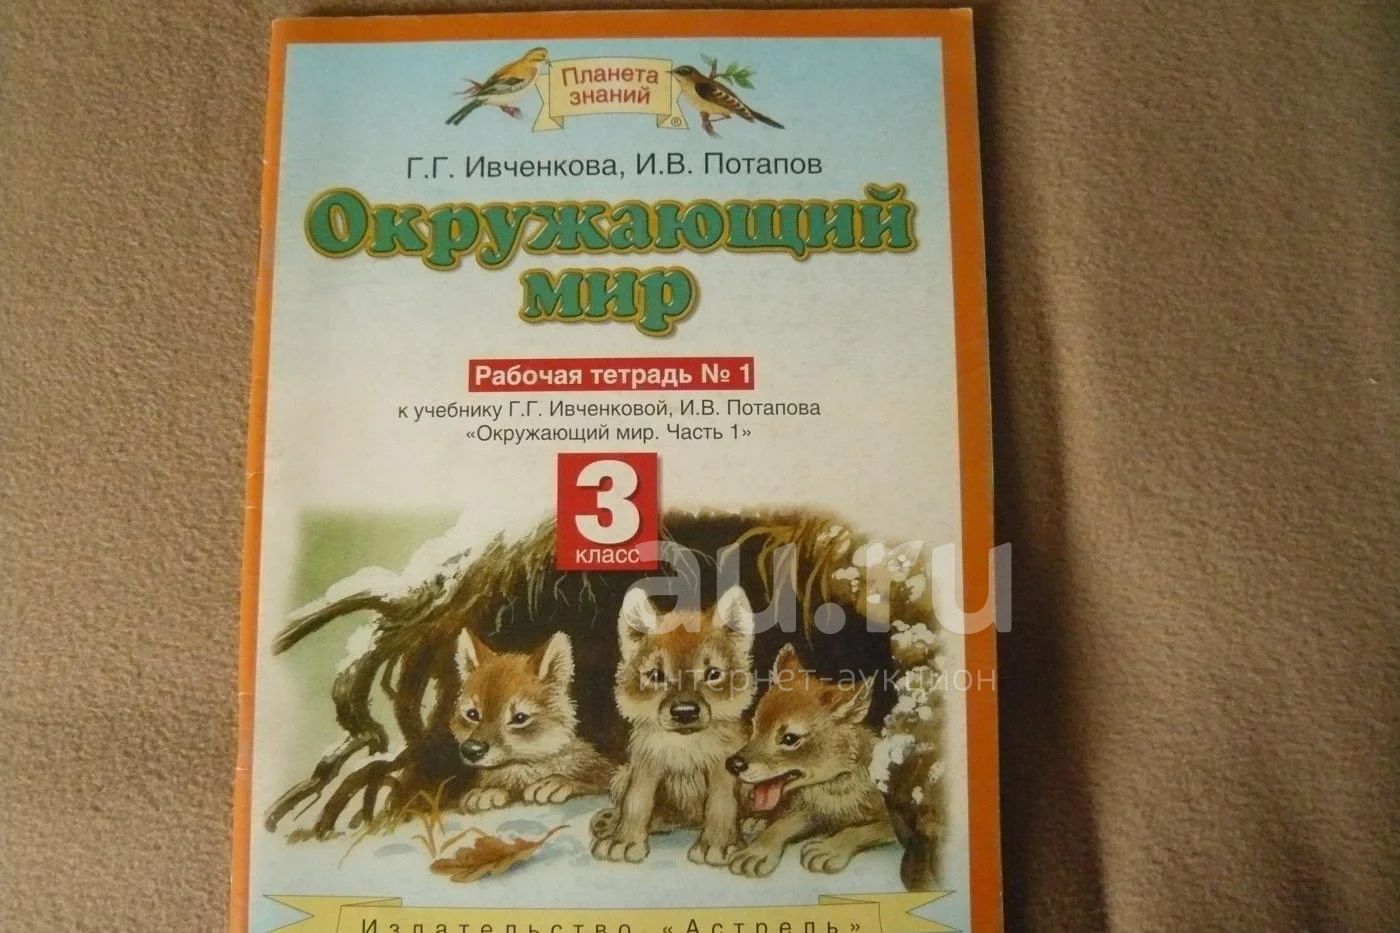 Планета
знаний
®
Г.Г. Ивченкова, И.В. Потапов
Окружающий
мир
Рабочая тетрадь № 1
к учебнику Г.Г. Ивченковой, И.В. Потапова
«Окружающий мир. Часть 1»
3
класс
au.ru
интернет-аукцион
Издательство «Астрель»